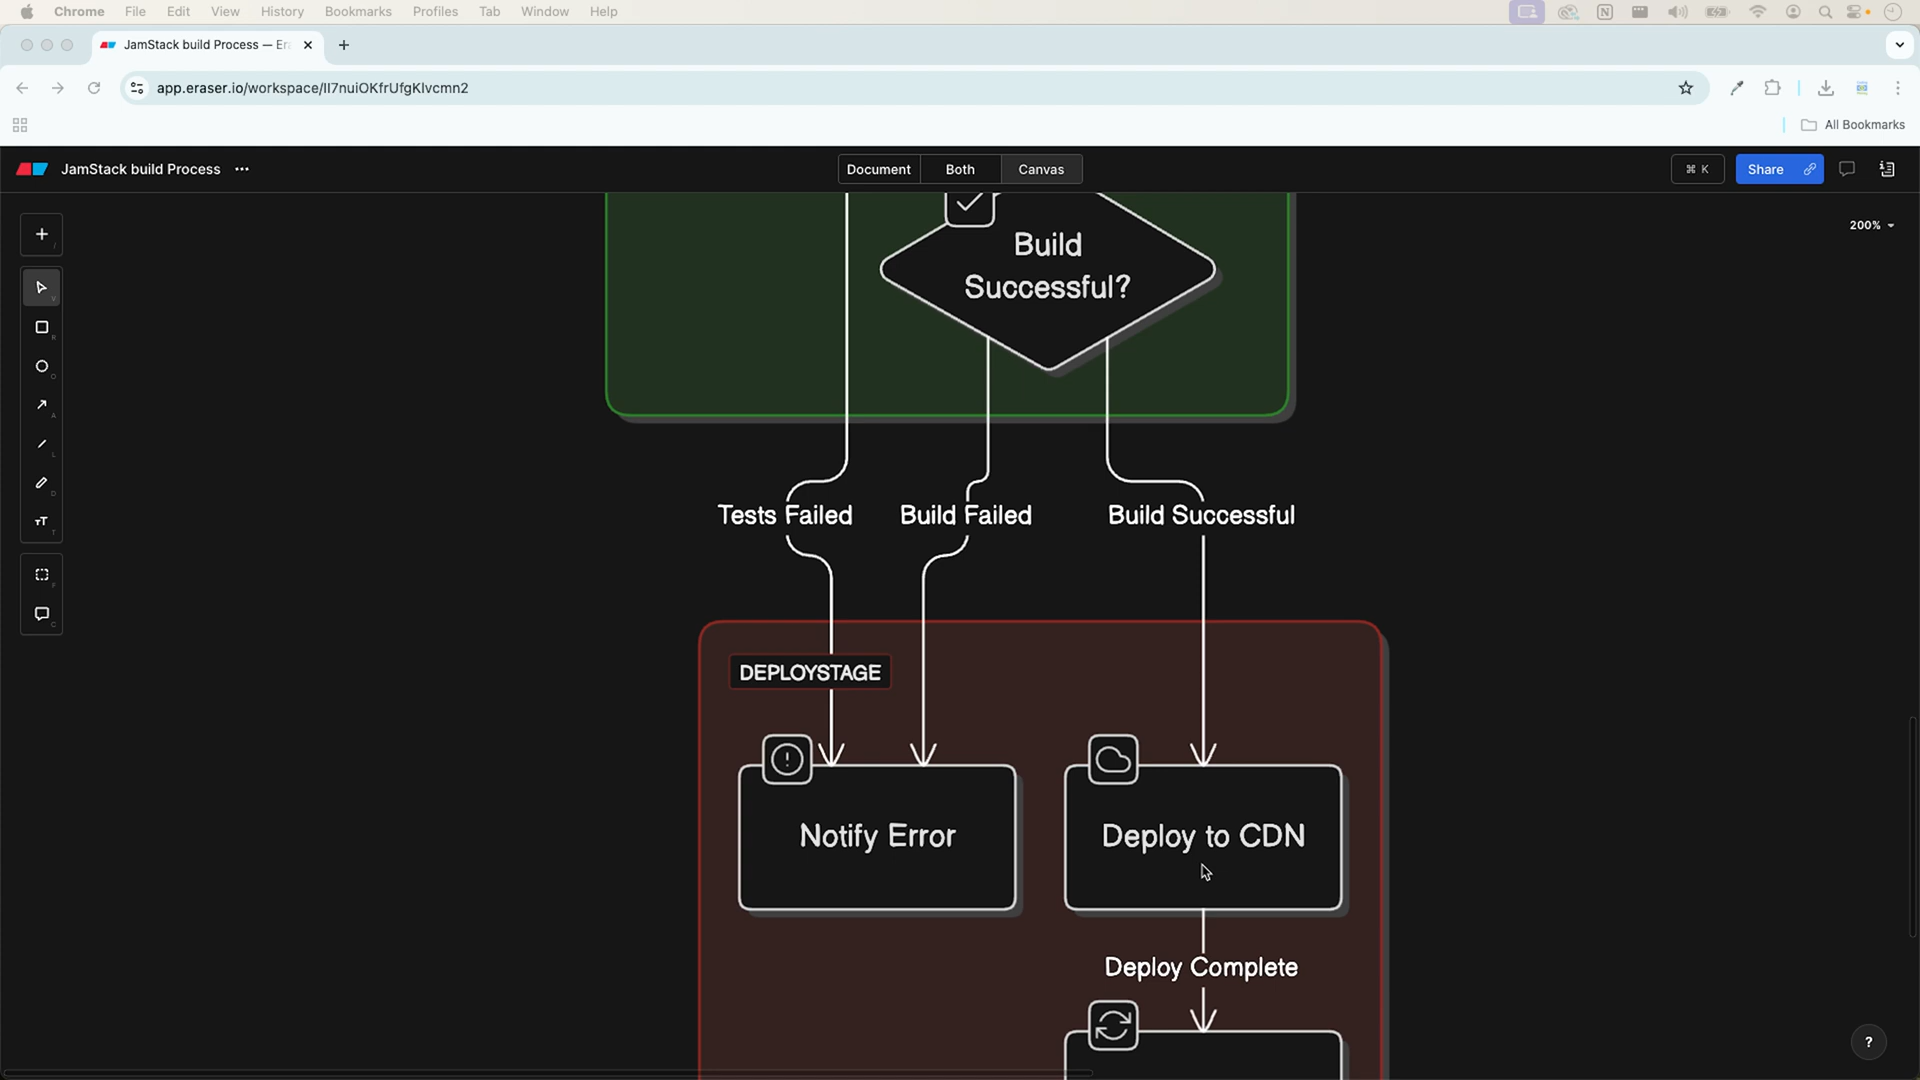 Chrome File Edit View History Bookmarks Profiles Tab Window Help
JamStack build Process — Er
app.eraser.io/workspace/II7nuiOKfrUfgKlvcmn2
All Bookmarks
JamStack build Process ...
Document Both Canvas
⌘ K
Share
200%
Build
Successful?
Tests Failed Build Failed Build Successful
DEPLOYSTAGE
Notify Error
Deploy to CDN
Deploy Complete
?